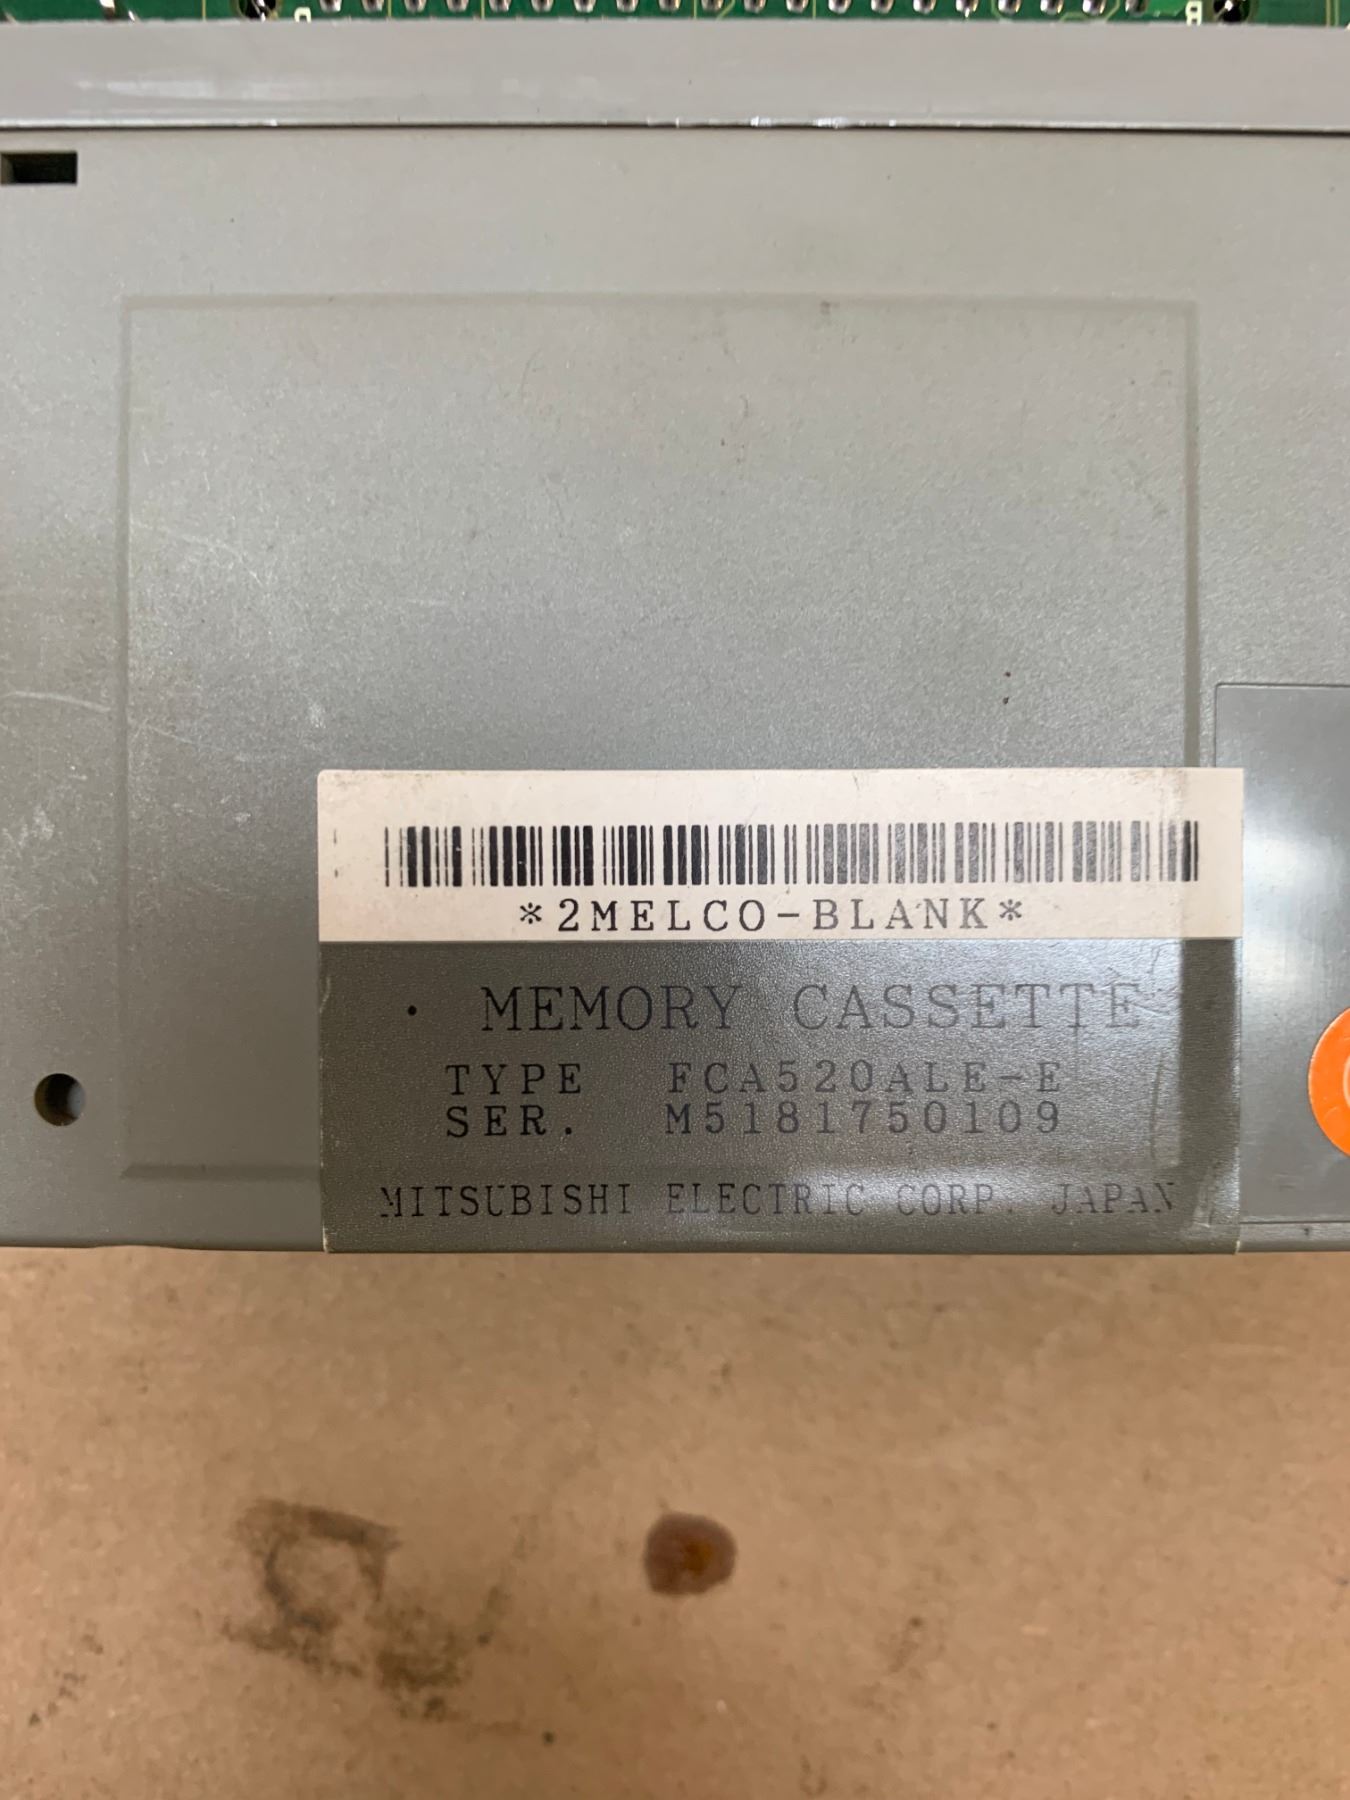 *2MELCO-BLANK*
· MEMORY CASSETTE
TYPE FCA520ALE-E
SER. M5181750109
MITSUBISHI ELECTRIC CORP. JAPAN